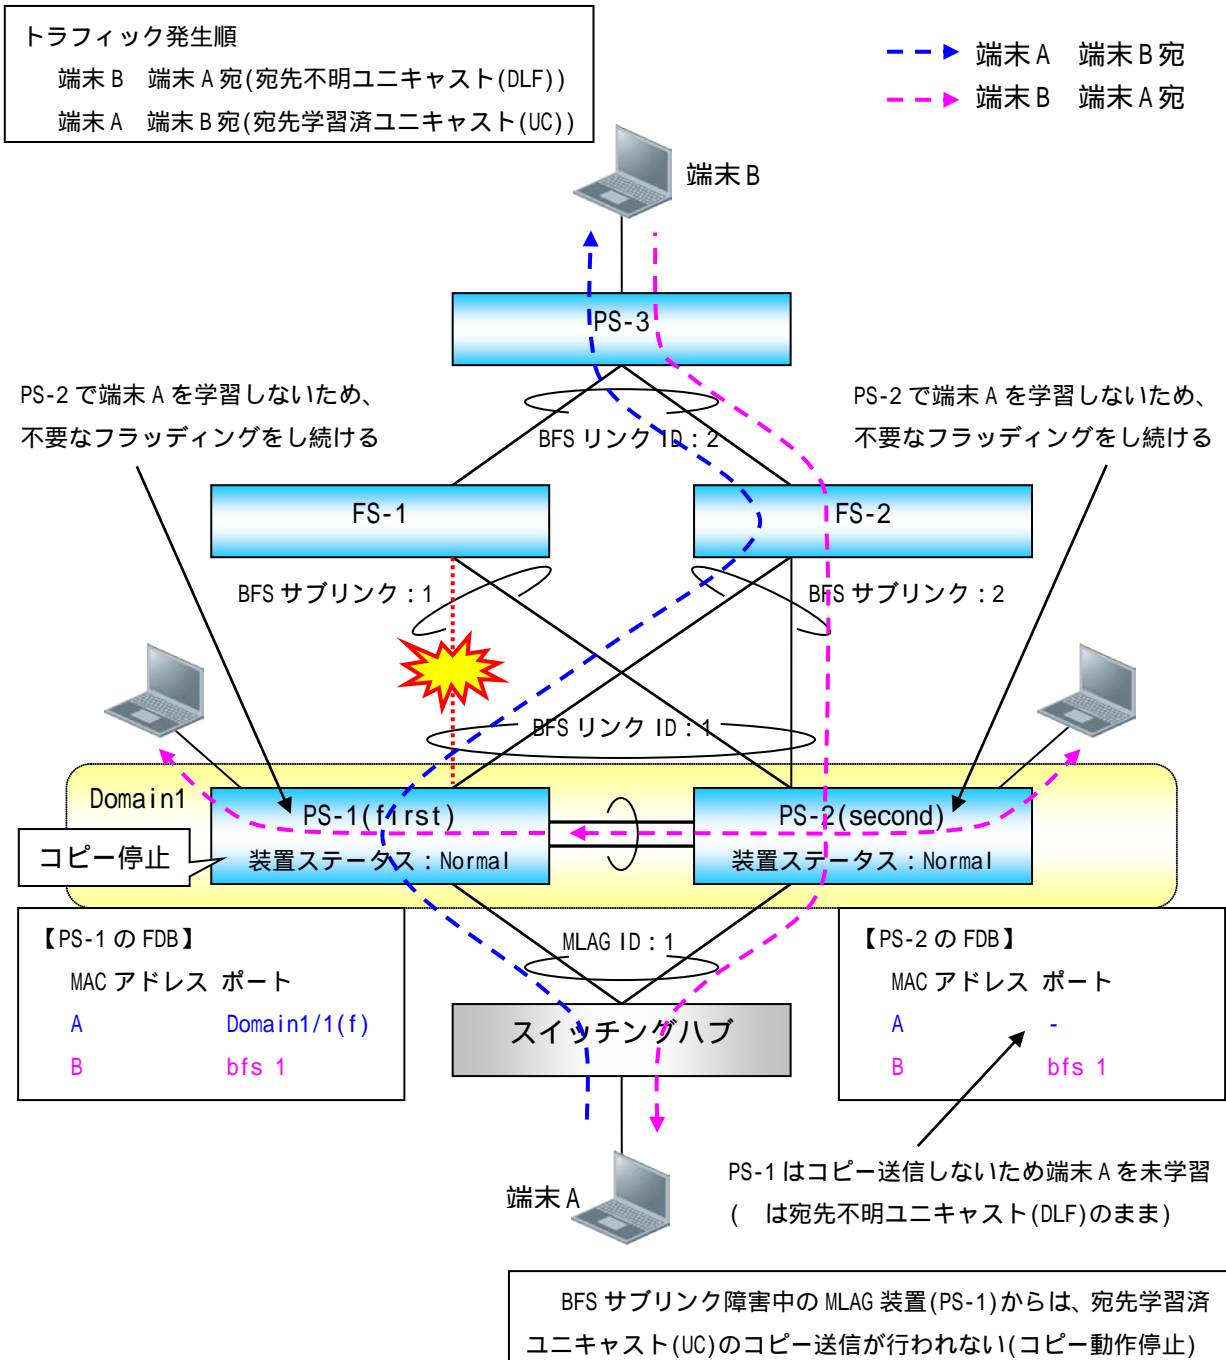 トラフィック発生順
端末B 端末A宛(宛先不明ユニキャスト(DLF))
端末A 端末B宛(宛先学習済ユニキャスト(UC))
端末A 端末B宛
端末B 端末A宛
端末B
PS-3
PS-2で端末Aを学習しないため、
不要なフラッディングをし続ける
PS-2で端末Aを学習しないため、
不要なフラッディングをし続ける
BFSリンクID:2
FS-1
FS-2
BFSサブリンク:1
BFSサブリンク:2
BFSリンクID:1
Domain1
PS-1(first)
装置ステータス:Normal
PS-2(second)
装置ステータス:Normal
コピー停止
【PS-1のFDB】
MACアドレス ポート
A Domain1/1(f)
B bfs 1
MLAG ID:1
【PS-2のFDB】
MACアドレス ポート
A -
B bfs 1
スイッチングハブ
端末A
PS-1はコピー送信しないため端末Aを未学習
( は宛先不明ユニキャスト(DLF)のまま)
BFSサブリンク障害中のMLAG装置(PS-1)からは、宛先学習済
ユニキャスト(UC)のコピー送信が行われない(コピー動作停止)